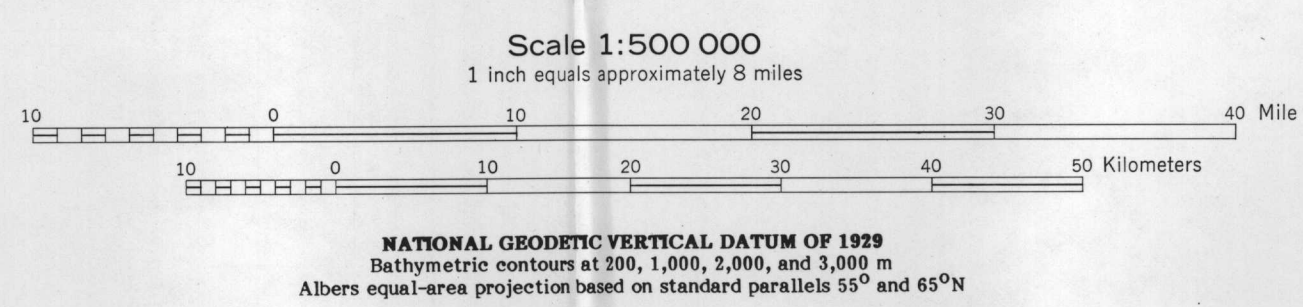 Scale 1:500 000
1 inch equals approximately 8 miles
10 0 10 20 30 40 Mile
10 0 10 20 30 40 50 Kilometers
NATIONAL GEODETIC VERTICAL DATUM OF 1929
Bathymetric contours at 200, 1,000, 2,000, and 3,000 m
Albers equal-area projection based on standard parallels 55° and 65°N